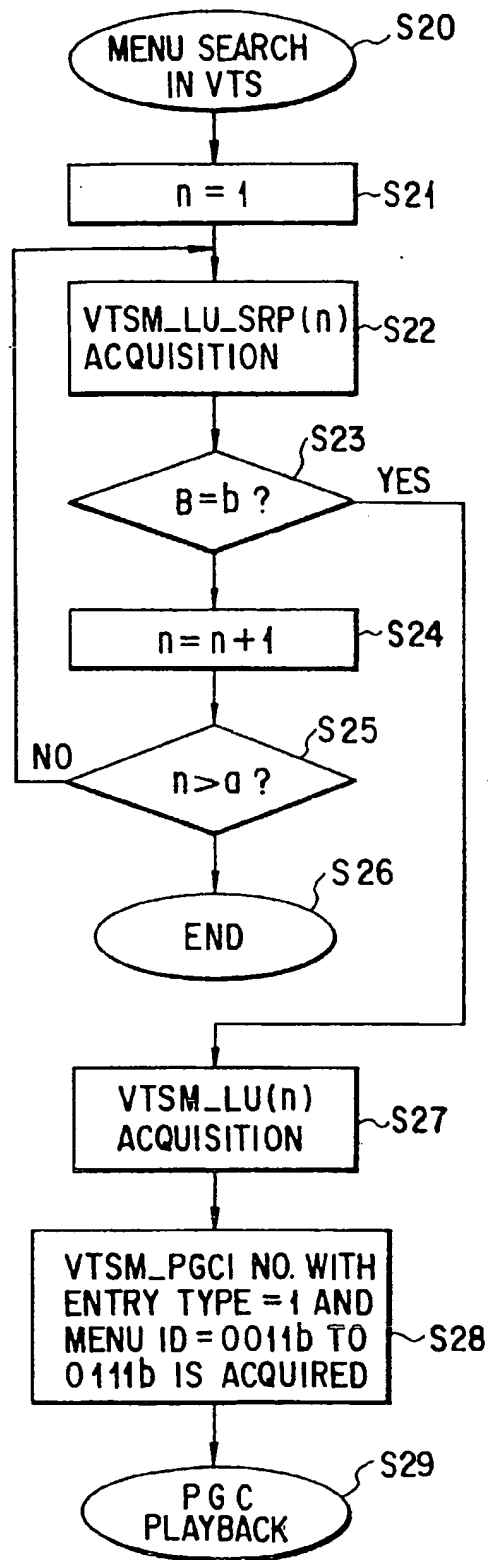 S20
MENU SEARCH
IN VTS
n = 1
S21
VTSM_LU_SRP(n)
ACQUISITION
S22
S23
B=b ?
YES
n = n + 1
S24
S25
NO
n>a ?
S26
END
VTSM_LU(n)
ACQUISITION
S27
VTSM_PGCI NO. WITH
ENTRY TYPE = 1 AND
MENU ID = 0011b TO
0111b IS ACQUIRED
S28
S29
PGC
PLAYBACK